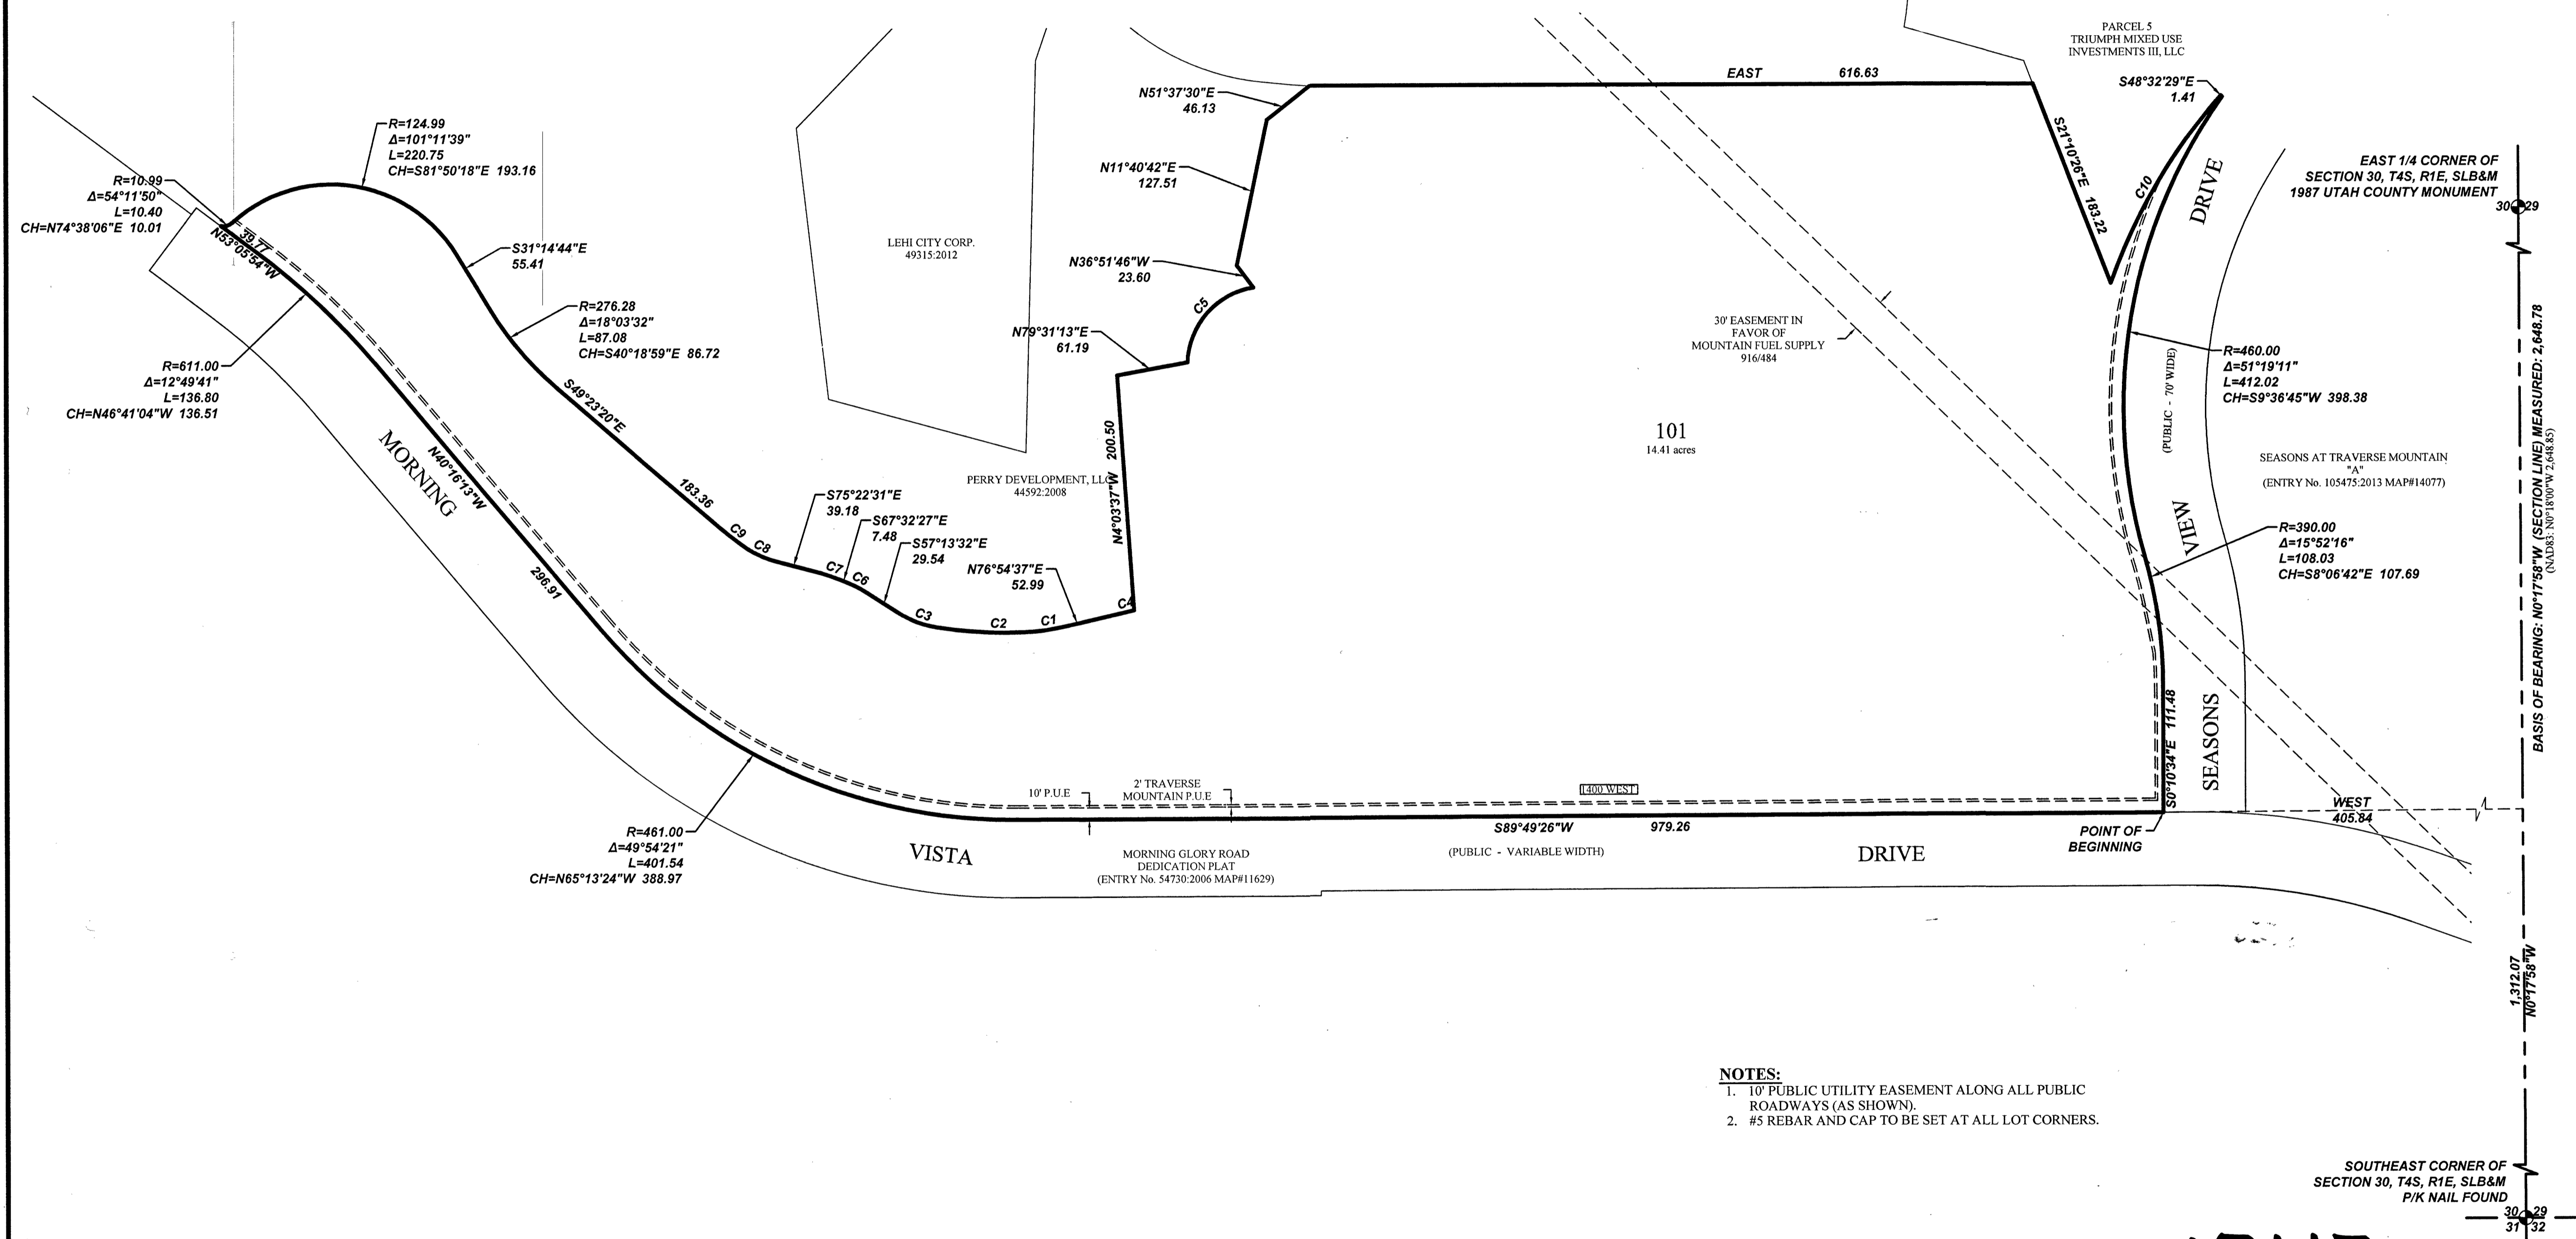 PARCEL 5
TRIUMPH MIXED USE
INVESTMENTS III, LLC
EAST 616.63
S48°32'29"E
1.41
N51°37'30"E
46.13
R=124.99
Δ=101°11'39"
L=220.75
CH=S81°50'18"E 193.16
S21°10'26"E 183.22
C10
DRIVE
EAST 1/4 CORNER OF
SECTION 30, T4S, R1E, SLB&M
1987 UTAH COUNTY MONUMENT
30 29
N11°40'42"E
127.51
R=10.99
Δ=54°11'50"
L=10.40
CH=N74°38'06"E 10.01
39.77
N53°05'54"W
S31°14'44"E
55.41
LEHI CITY CORP.
49315:2012
N36°51'46"W
23.60
C5
R=276.28
Δ=18°03'32"
L=87.08
CH=S40°18'59"E 86.72
N79°31'13"E
61.19
30' EASEMENT IN
FAVOR OF
MOUNTAIN FUEL SUPPLY
916/484
(PUBLIC - 70' WIDE)
R=460.00
Δ=51°19'11"
L=412.02
CH=S9°36'45"W 398.38
BASIS OF BEARING: N0°17'58"W (SECTION LINE) MEASURED: 2,648.78
(NAD83: N0°18'00"W 2,648.85)
R=611.00
Δ=12°49'41"
L=136.80
CH=N46°41'04"W 136.51
S49°23'20"E
183.36
MORNING
N40°16'13"W
296.91
101
14.41 acres
N4°03'37"W 200.50
SEASONS AT TRAVERSE MOUNTAIN
"A"
(ENTRY No. 105475:2013 MAP#14077)
PERRY DEVELOPMENT, LLC
44592:2008
S75°22'31"E
39.18
S67°32'27"E
7.48
S57°13'32"E
29.54
N76°54'37"E
52.99
C9
C8
C7
C6
C3
C2
C1
C4
VIEW
R=390.00
Δ=15°52'16"
L=108.03
CH=S8°06'42"E 107.69
S0°10'34"E 111.48
SEASONS
10' P.U.E
2' TRAVERSE
MOUNTAIN P.U.E
1400 WEST
WEST
405.84
S89°49'26"W 979.26
POINT OF
BEGINNING
R=461.00
Δ=49°54'21"
L=401.54
CH=N65°13'24"W 388.97
VISTA
MORNING GLORY ROAD
DEDICATION PLAT
(ENTRY No. 54730:2006 MAP#11629)
(PUBLIC - VARIABLE WIDTH)
DRIVE
1,312.07
N0°17'58"W
NOTES:
1. 10' PUBLIC UTILITY EASEMENT ALONG ALL PUBLIC
ROADWAYS (AS SHOWN).
2. #5 REBAR AND CAP TO BE SET AT ALL LOT CORNERS.
SOUTHEAST CORNER OF
SECTION 30, T4S, R1E, SLB&M
P/K NAIL FOUND
30 29
31 32